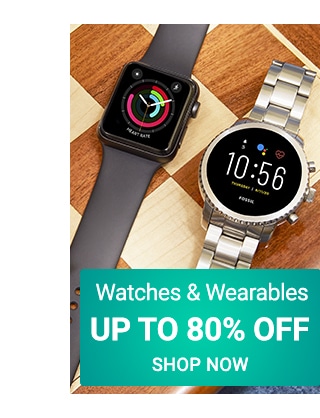 HEART RATE
10:56
FOSSIL
Watches & Wearables
UP TO 80% OFF
SHOP NOW